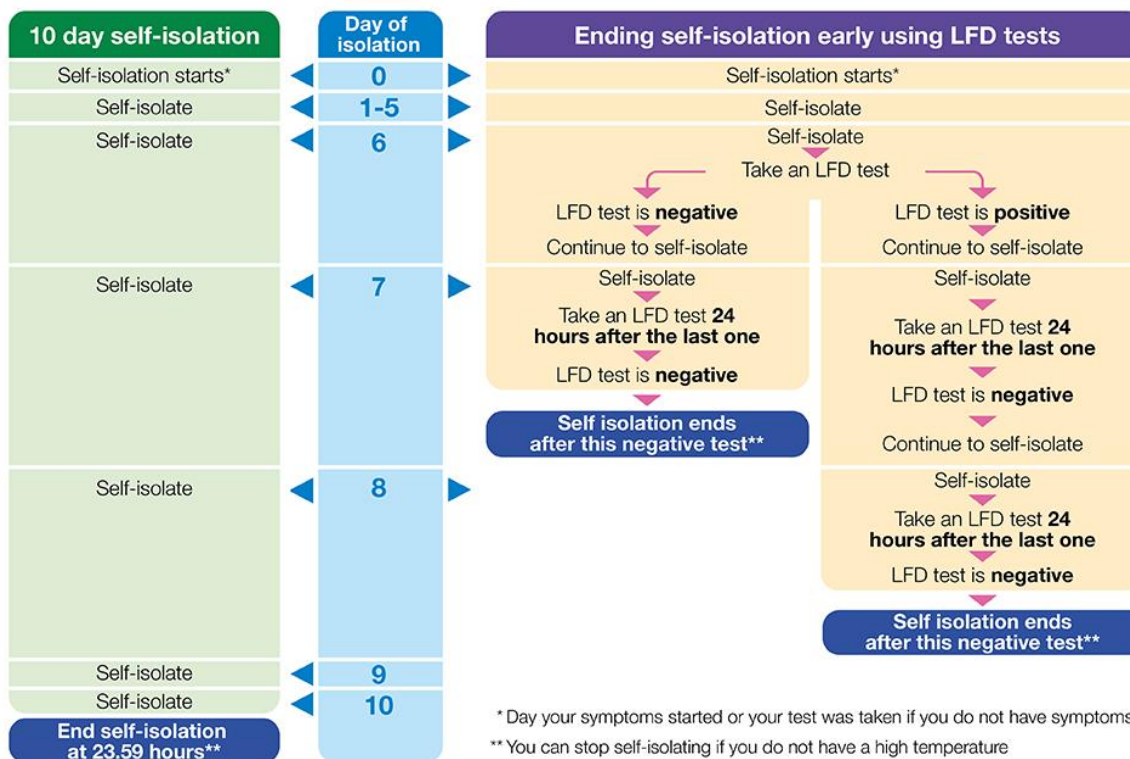 10 day self-isolation
Day of
isolation
Ending self-isolation early using LFD tests
Self-isolation starts*
0
Self-isolation starts*
Self-isolate
1-5
Self-isolate
Self-isolate
6
Self-isolate
Take an LFD test
LFD test is negative
LFD test is positive
Continue to self-isolate
Continue to self-isolate
Self-isolate
7
Self-isolate
Take an LFD test 24
hours after the last one
LFD test is negative
Self isolation ends
after this negative test**
Self-isolate
Take an LFD test 24
hours after the last one
LFD test is negative
Continue to self-isolate
Self-isolate
8
Self-isolate
Take an LFD test 24
hours after the last one
LFD test is negative
Self isolation ends
after this negative test**
Self-isolate
9
Self-isolate
10
End self-isolation
at 23.59 hours**
* Day your symptoms started or your test was taken if you do not have symptoms
** You can stop self-isolating if you do not have a high temperature